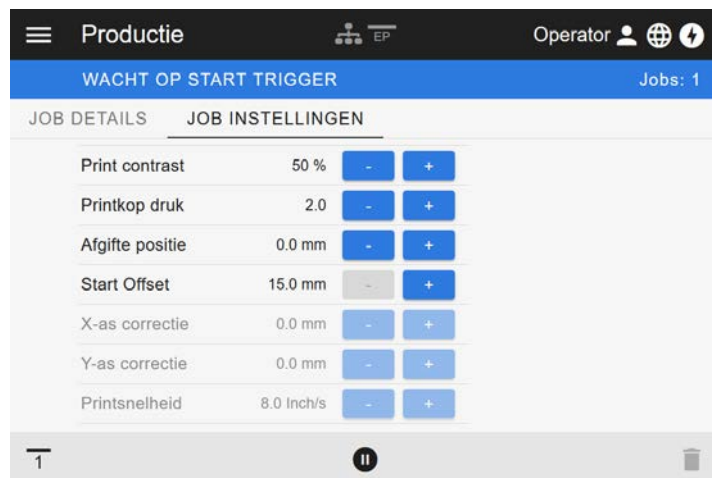 Productie EP Operator
WACHT OP START TRIGGER Jobs: 1
JOB DETAILS JOB INSTELLINGEN
Print contrast 50 % - +
Printkop druk 2.0 - +
Afgifte positie 0.0 mm - +
Start Offset 15.0 mm - +
X-as correctie 0.0 mm - +
Y-as correctie 0.0 mm - +
Printsnelheid 8.0 Inch/s - +
1